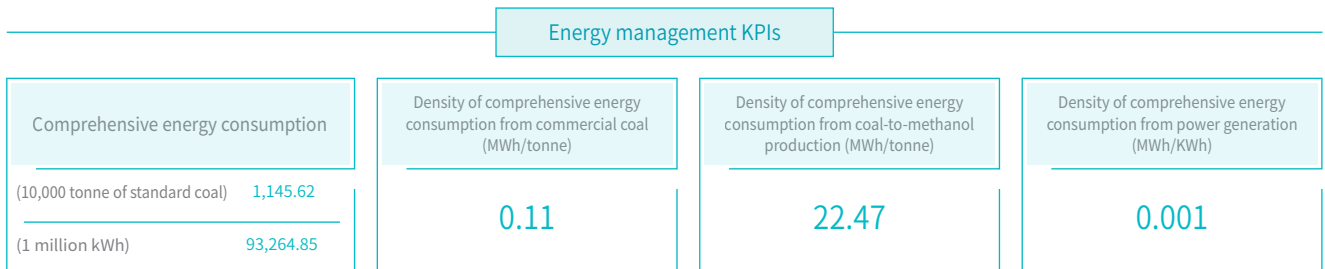 Energy management KPIs
Comprehensive energy consumption
(10,000 tonne of standard coal) 1,145.62
(1 million kWh) 93,264.85
Density of comprehensive energy
consumption from commercial coal
(MWh/tonne)
0.11
Density of comprehensive energy
consumption from coal-to-methanol
production (MWh/tonne)
22.47
Density of comprehensive energy
consumption from power generation
(MWh/KWh)
0.001